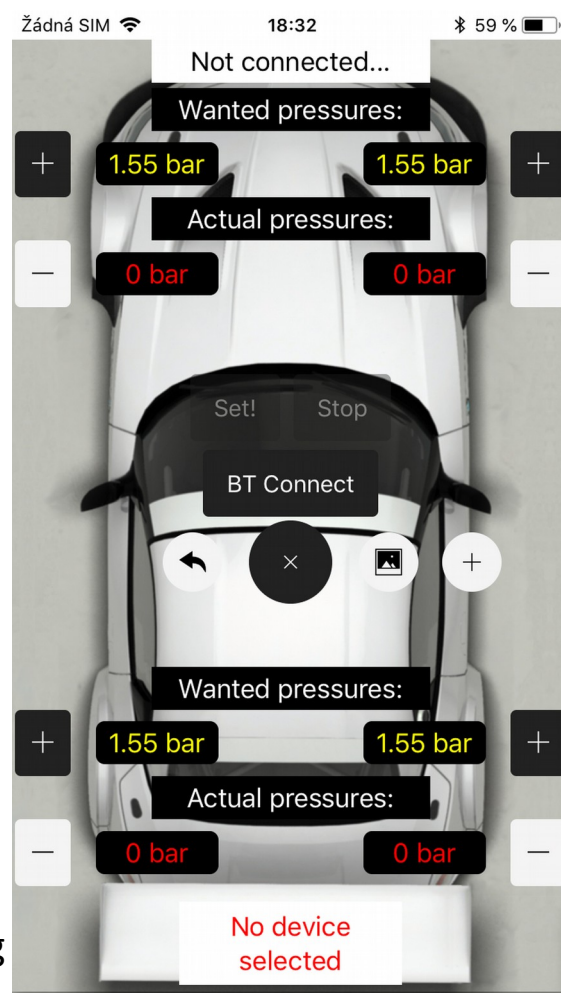 Žádná SIM 18:32 59 %
Not connected...
Wanted pressures:
+ 1.55 bar 1.55 bar +
Actual pressures:
— 0 bar 0 bar —
Set! Stop
BT Connect
Wanted pressures:
+ 1.55 bar 1.55 bar +
Actual pressures:
— 0 bar 0 bar —
No device
selected
g